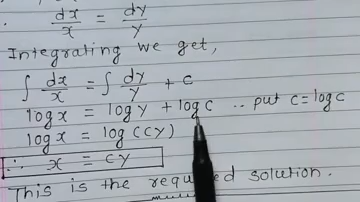 dx/x = dy/y
Integrating we get,
∫ dx/x = ∫ dy/y + c
log x = log y + log c .. put c = log c
log x = log (cy)
∴ x = cy
This is the required solution.